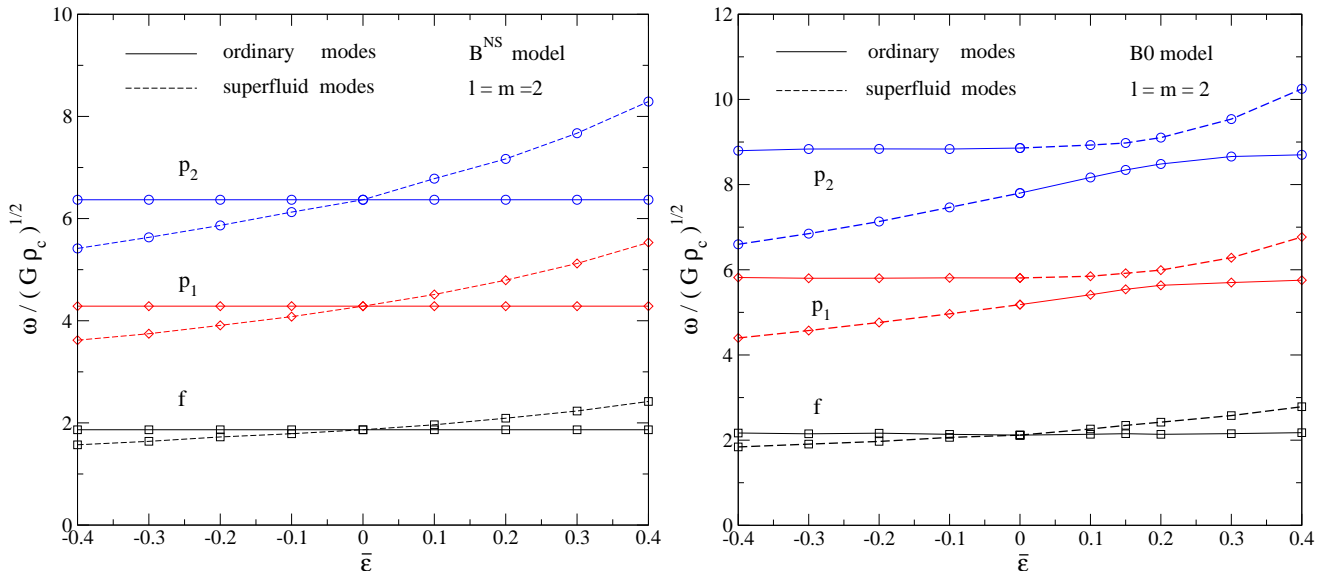 10
8
6
4
2
0
ω / ( G ρ_c )^{1/2}
ordinary modes
B^{NS} model
superfluid modes
l = m =2
p_2
p_1
f
-0.4 -0.3 -0.2 -0.1 0 0.1 0.2 0.3 0.4
ε̄
12
10
8
6
4
2
0
ω / ( G ρ_c )^{1/2}
ordinary modes
B0 model
superfluid modes
l = m = 2
p_2
p_1
f
-0.4 -0.3 -0.2 -0.1 0 0.1 0.2 0.3 0.4
ε̄